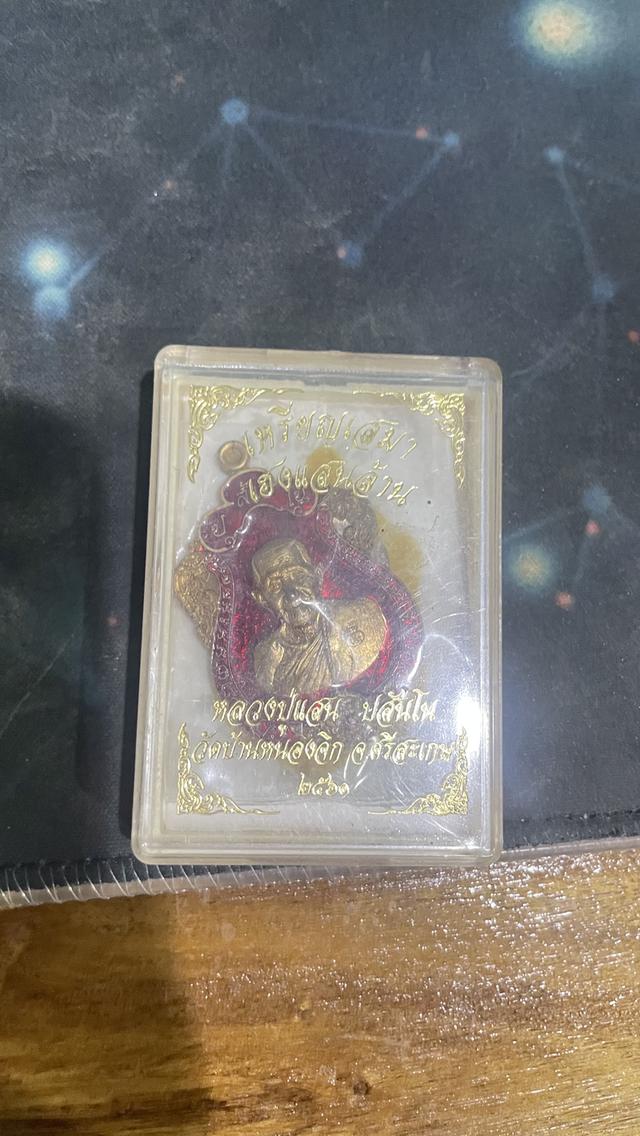 เหรียญเสมา
เฮงแสนล้าน
หลวงปู่แสน ปสันโน
วัดบ้านหนองจิก จ.ศรีสะเกษ
๒๕๖๑